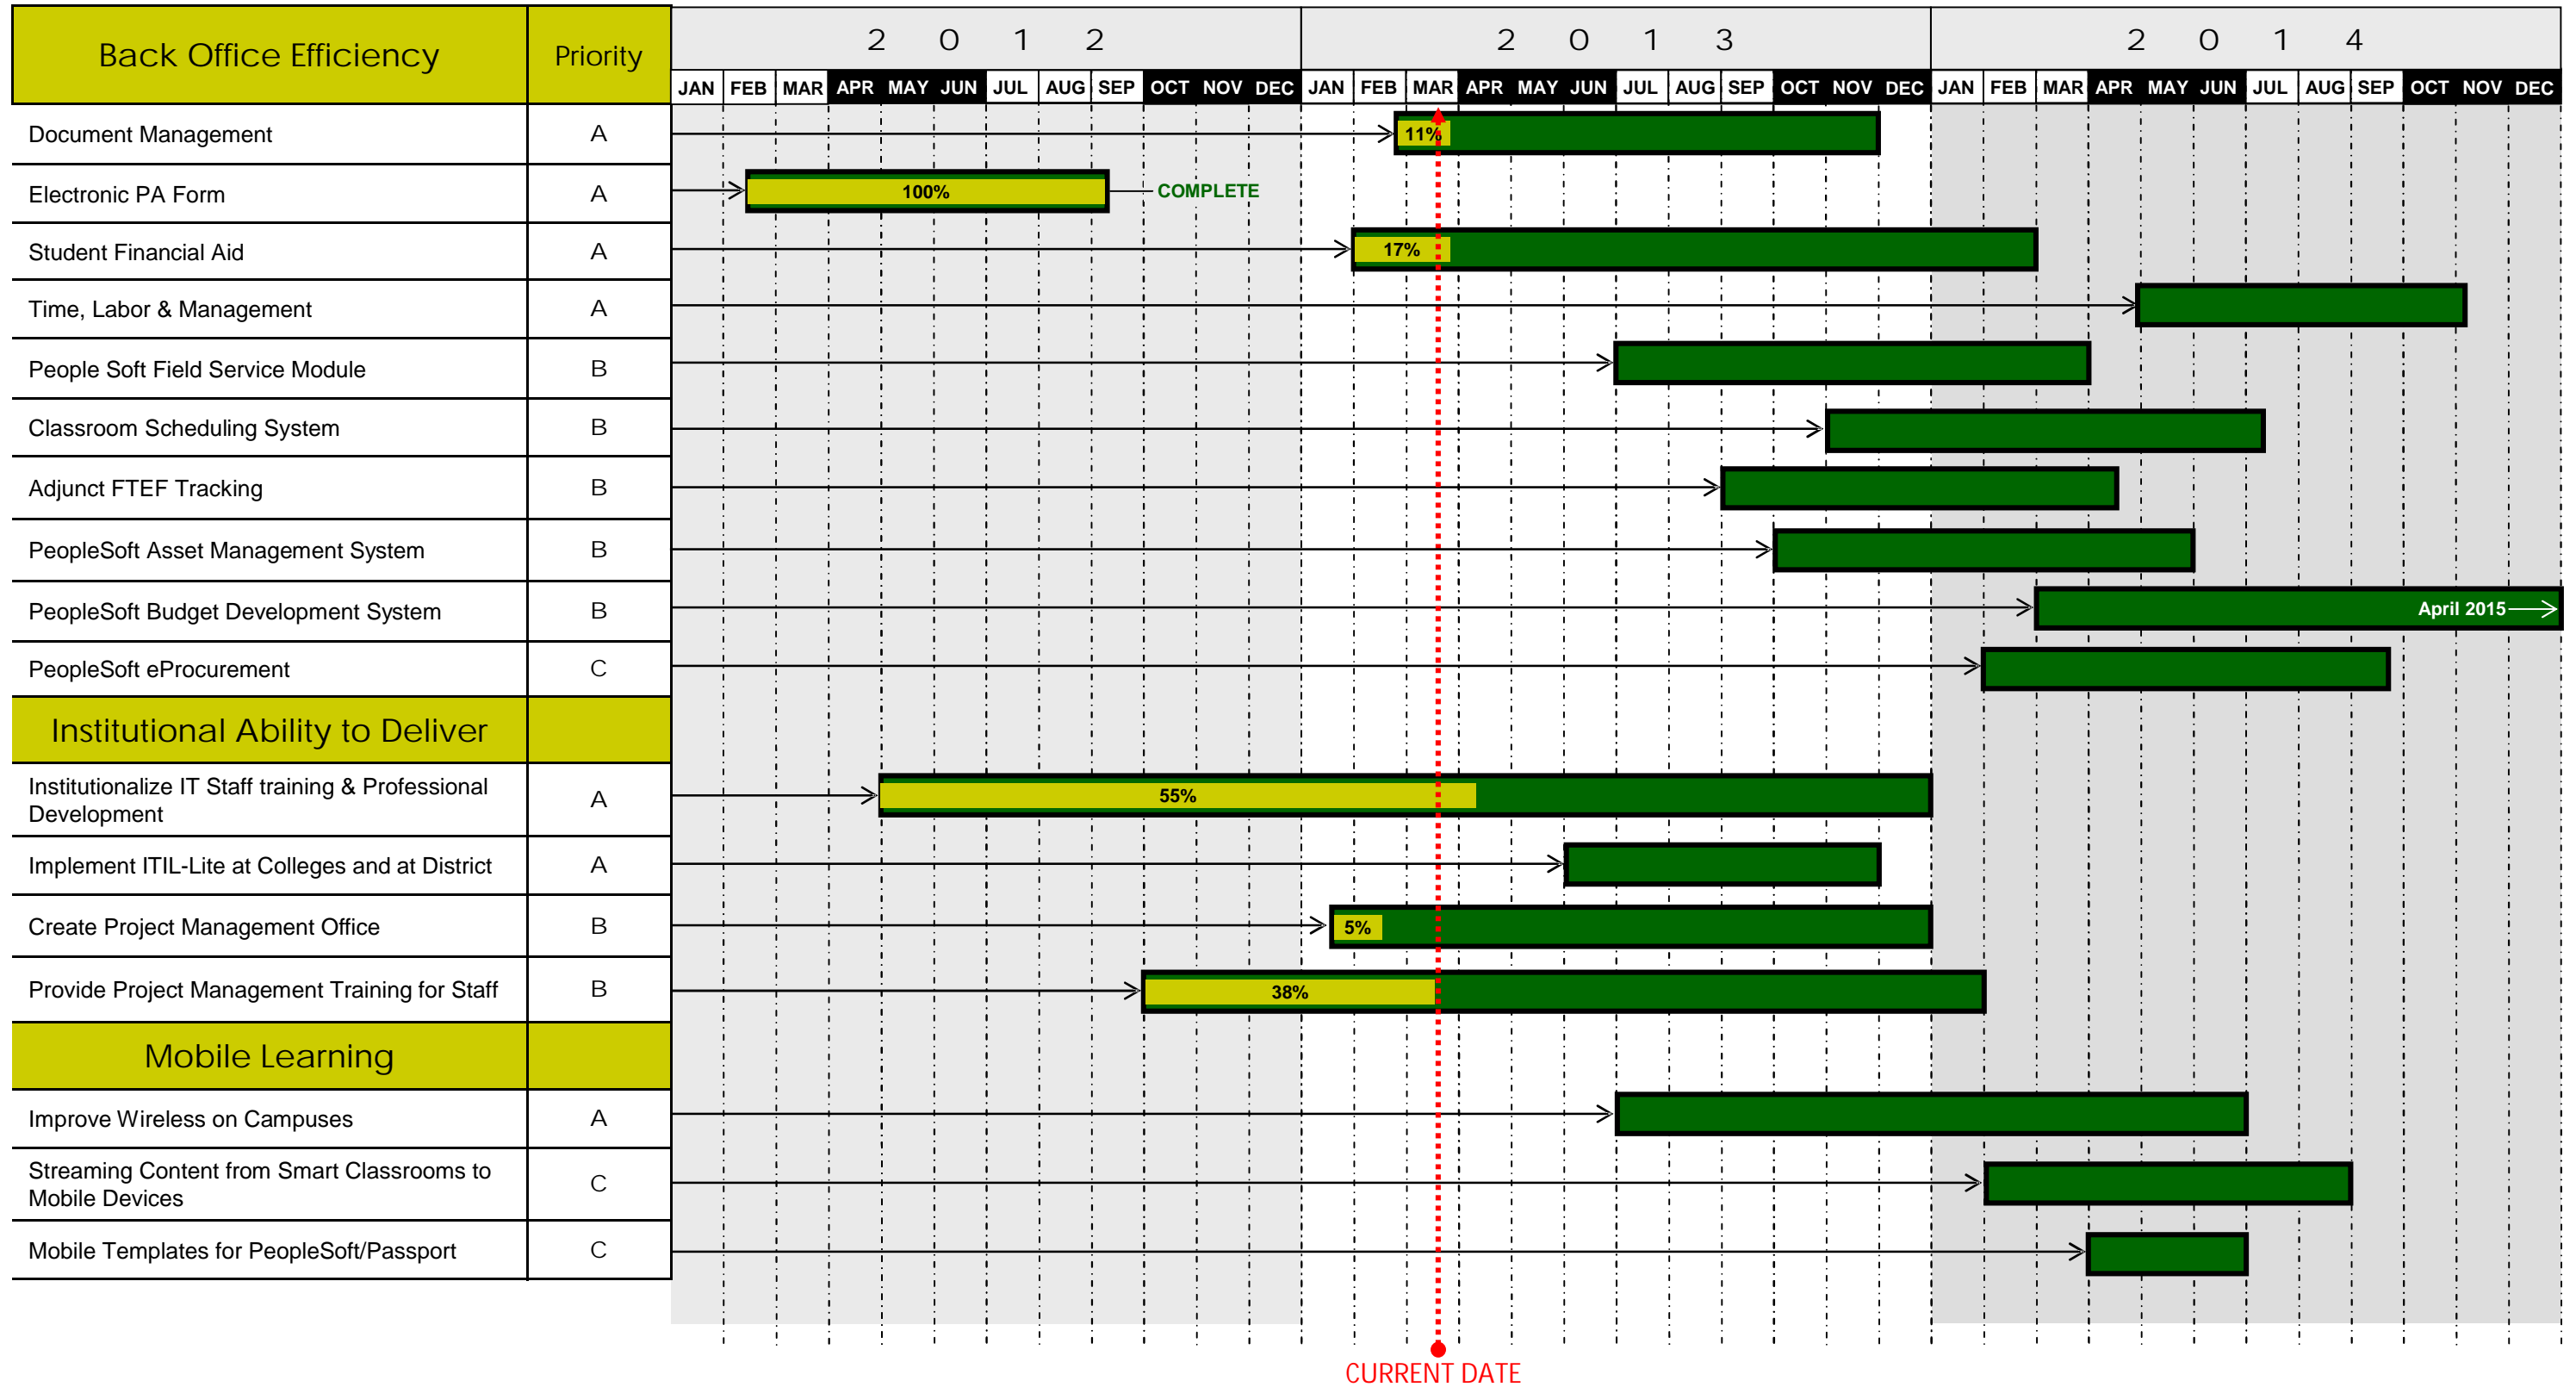 Back Office Efficiency Priority 2 0 1 2 2 0 1 3 2 0 1 4
JAN FEB MAR APR MAY JUN JUL AUG SEP OCT NOV DEC JAN FEB MAR APR MAY JUN JUL AUG SEP OCT NOV DEC JAN FEB MAR APR MAY JUN JUL AUG SEP OCT NOV DEC
Document Management A 11%
Electronic PA Form A 100% COMPLETE
Student Financial Aid A 17%
Time, Labor & Management A
People Soft Field Service Module B
Classroom Scheduling System B
Adjunct FTEF Tracking B
PeopleSoft Asset Management System B
PeopleSoft Budget Development System B April 2015
PeopleSoft eProcurement C
Institutional Ability to Deliver
Institutionalize IT Staff training & Professional
Development A 55%
Implement ITIL-Lite at Colleges and at District A
Create Project Management Office B 5%
Provide Project Management Training for Staff B 38%
Mobile Learning
Improve Wireless on Campuses A
Streaming Content from Smart Classrooms to
Mobile Devices C
Mobile Templates for PeopleSoft/Passport C
CURRENT DATE